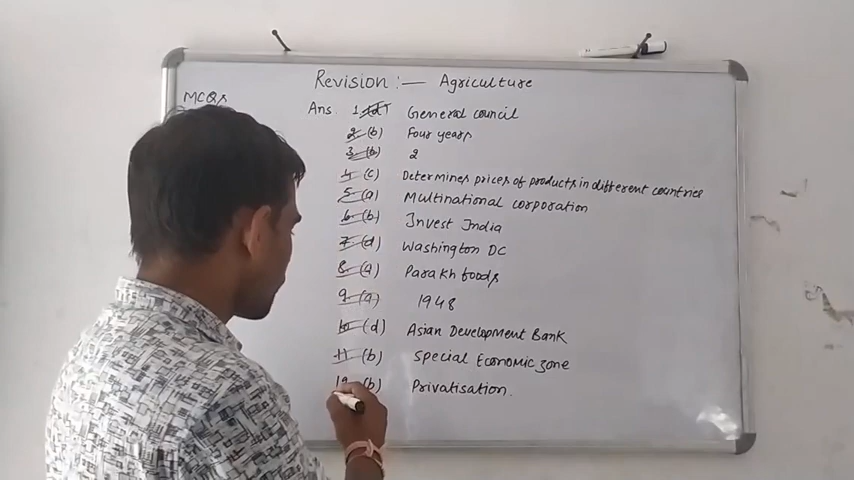 Revision :— Agriculture
MCQs
Ans. 1 (d) General council
2 (b) Four years
3 (b) 2
4 (c) Determines prices of products in different countries
5 (a) Multinational corporation
6 (b) Invest India
7 (d) Washington DC
8 (a) Parakh foods
9 (a) 1948
10 (d) Asian Development Bank
11 (b) Special Economic zone
12 (b) Privatisation.